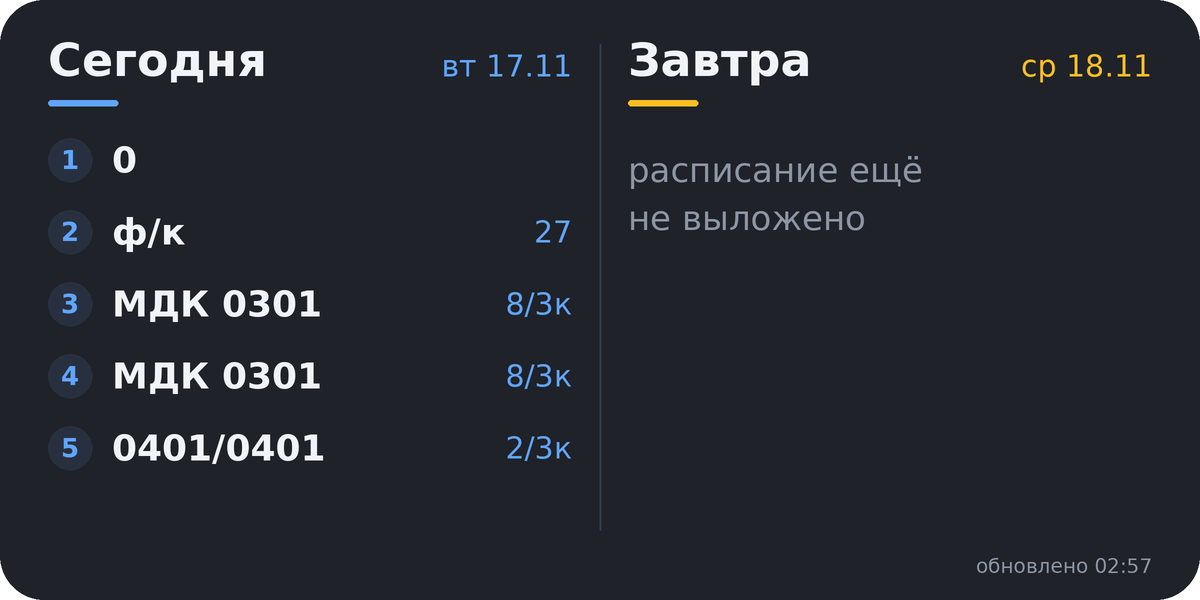 Сегодня вт 17.11
1 0
2 ф/к 27
3 МДК 0301 8/3к
4 МДК 0301 8/3к
5 0401/0401 2/3к
Завтра ср 18.11
расписание ещё
не выложено
обновлено 02:57